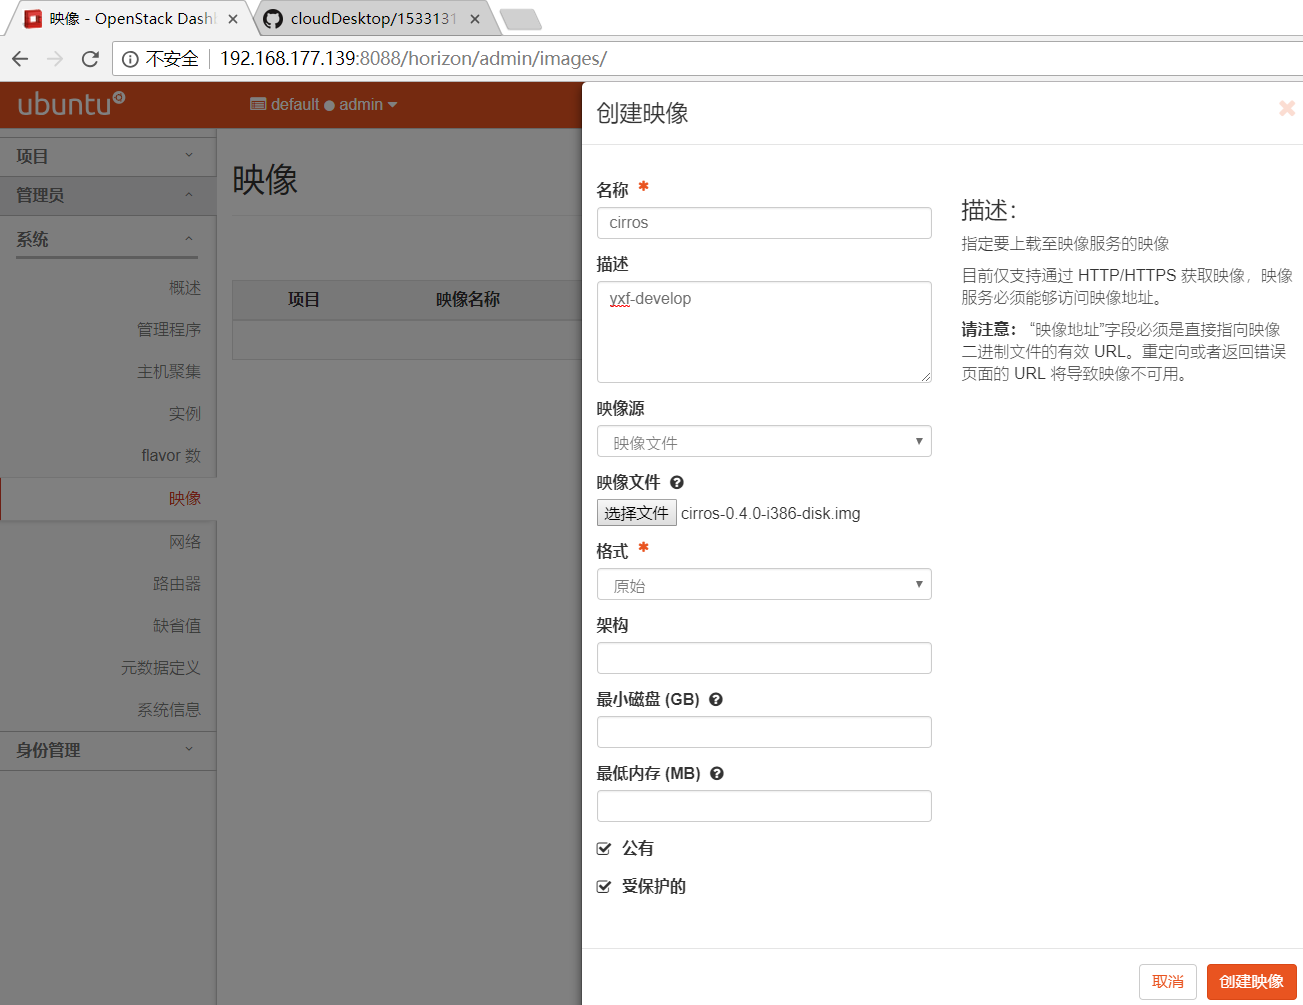 映像 - OpenStack Dashl
cloudDesktop/1533131
不安全
192.168.177.139:8088/horizon/admin/images/
ubuntu
default
admin
项目
管理员
系统
概述
管理程序
主机聚集
实例
flavor 数
映像
网络
路由器
缺省值
元数据定义
系统信息
身份管理
映像
项目
映像名称
创建映像
名称 *
cirros
描述
yxf-develop
映像源
映像文件
映像文件
选择文件 cirros-0.4.0-i386-disk.img
格式 *
原始
架构
最小磁盘 (GB)
最低内存 (MB)
公有
受保护的
描述：
指定要上载至映像服务的映像
目前仅支持通过 HTTP/HTTPS 获取映像，映像
服务必须能够访问映像地址。
请注意： “映像地址”字段必须是直接指向映像
二进制文件的有效 URL。重定向或者返回错误
页面的 URL 将导致映像不可用。
取消
创建映像